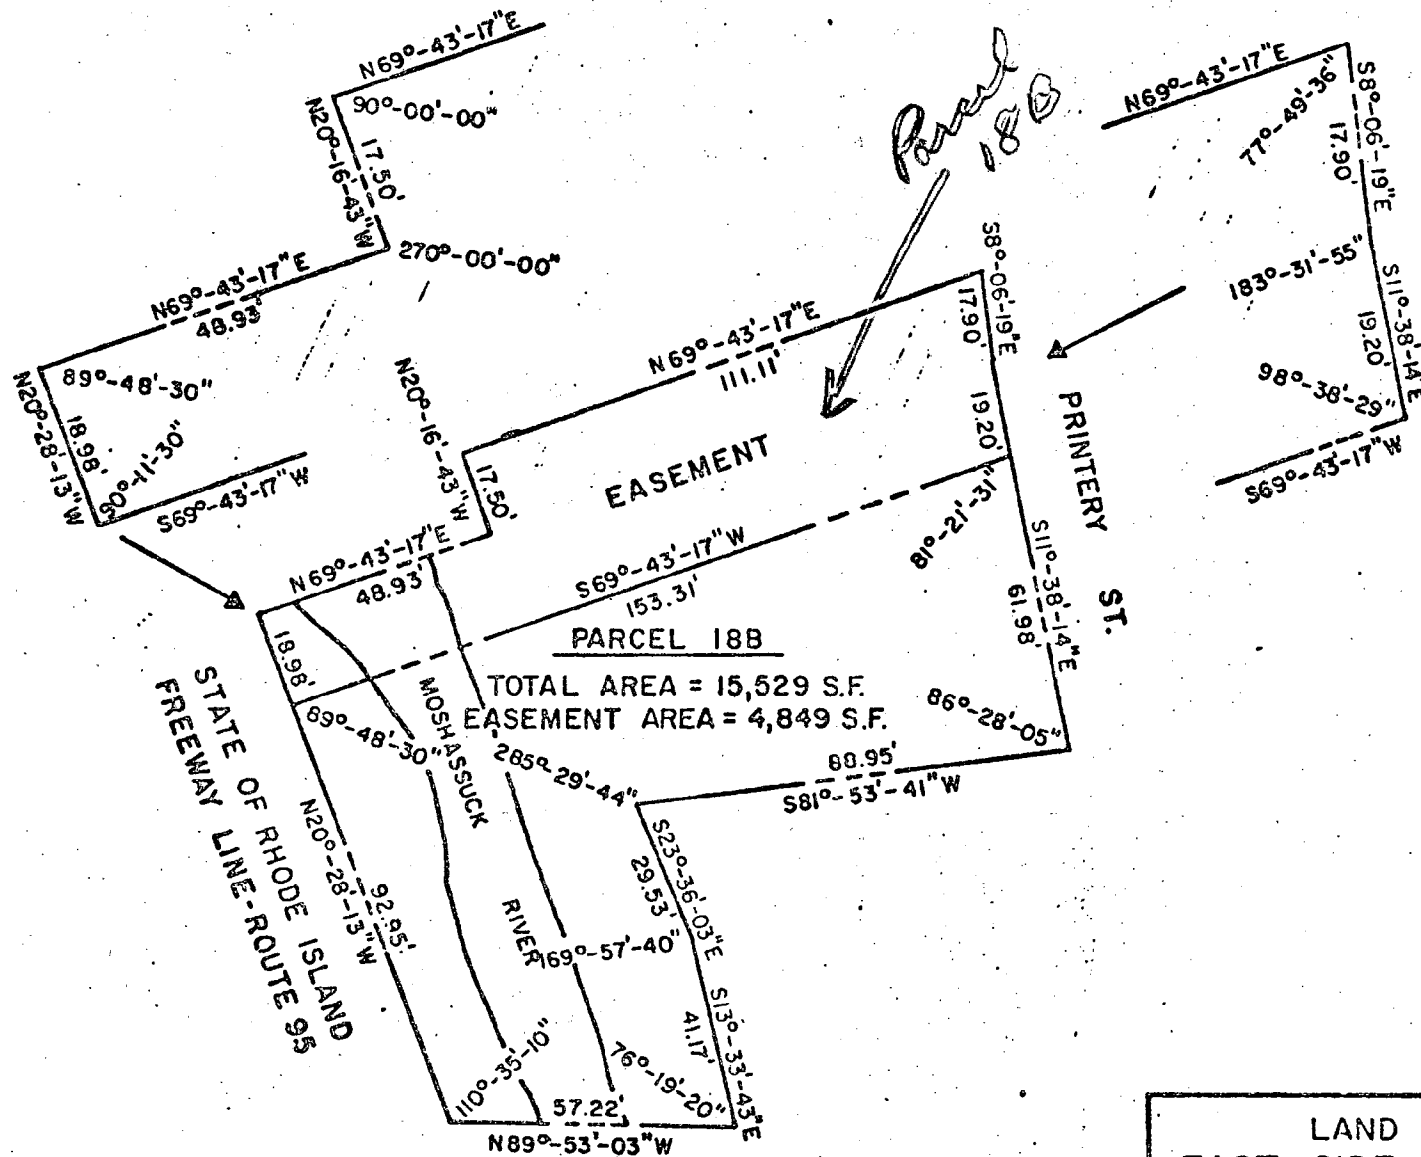 N69°-43'-17"E
90°-00'-00"
N20°-16'-43"W
17.50'
270°-00'-00"
N69°-43'-17"E
48.93'
89°-48'-30"
N20°-28'-13"W
18.98'
90°-11'-30"
S69°-43'-17"W
Parcel
18B
N69°-43'-17"E
77°-49'-36"
S8°-06'-19"E
17.90'
183°-31'-55"
S11°-38'-14"E
19.20'
98°-38'-29"
S69°-43'-17"W
N69°-43'-17"E
111.11'
S8°-06'-19"E
17.90'
19.20'
N20°-16'-43"W
17.50'
EASEMENT
PRINTERY ST.
N69°-43'-17"E
48.93'
S69°-43'-17"W
153.31'
81°-21'-31"
S11°-38'-14"E
61.98'
18.98'
PARCEL 18B
TOTAL AREA = 15,529 S.F.
EASEMENT AREA = 4,849 S.F.
86°-28'-05"
89°-48'-30"
MOSHASSUCK
RIVER
285°-29'-44"
88.95'
S81°-53'-41"W
STATE OF RHODE ISLAND
FREEWAY LINE-ROUTE 95
N20°-28'-13"W
92.95'
S23°-36'-03"E
29.53'
169°-57'-40"
S13°-33'-43"E
41.17'
110°-35'-10"
76°-19'-20"
57.22'
N89°-53'-03"W
LAND
EAST SIDE